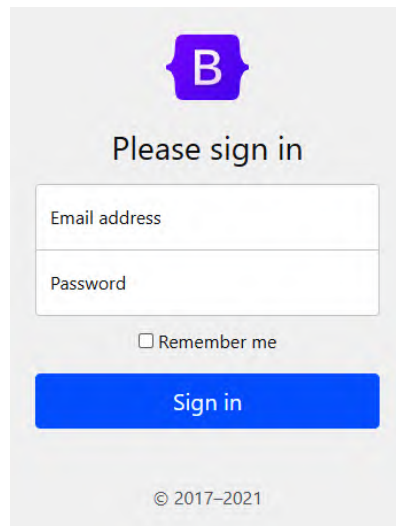 B
Please sign in
Email address
Password
Remember me
Sign in
© 2017–2021